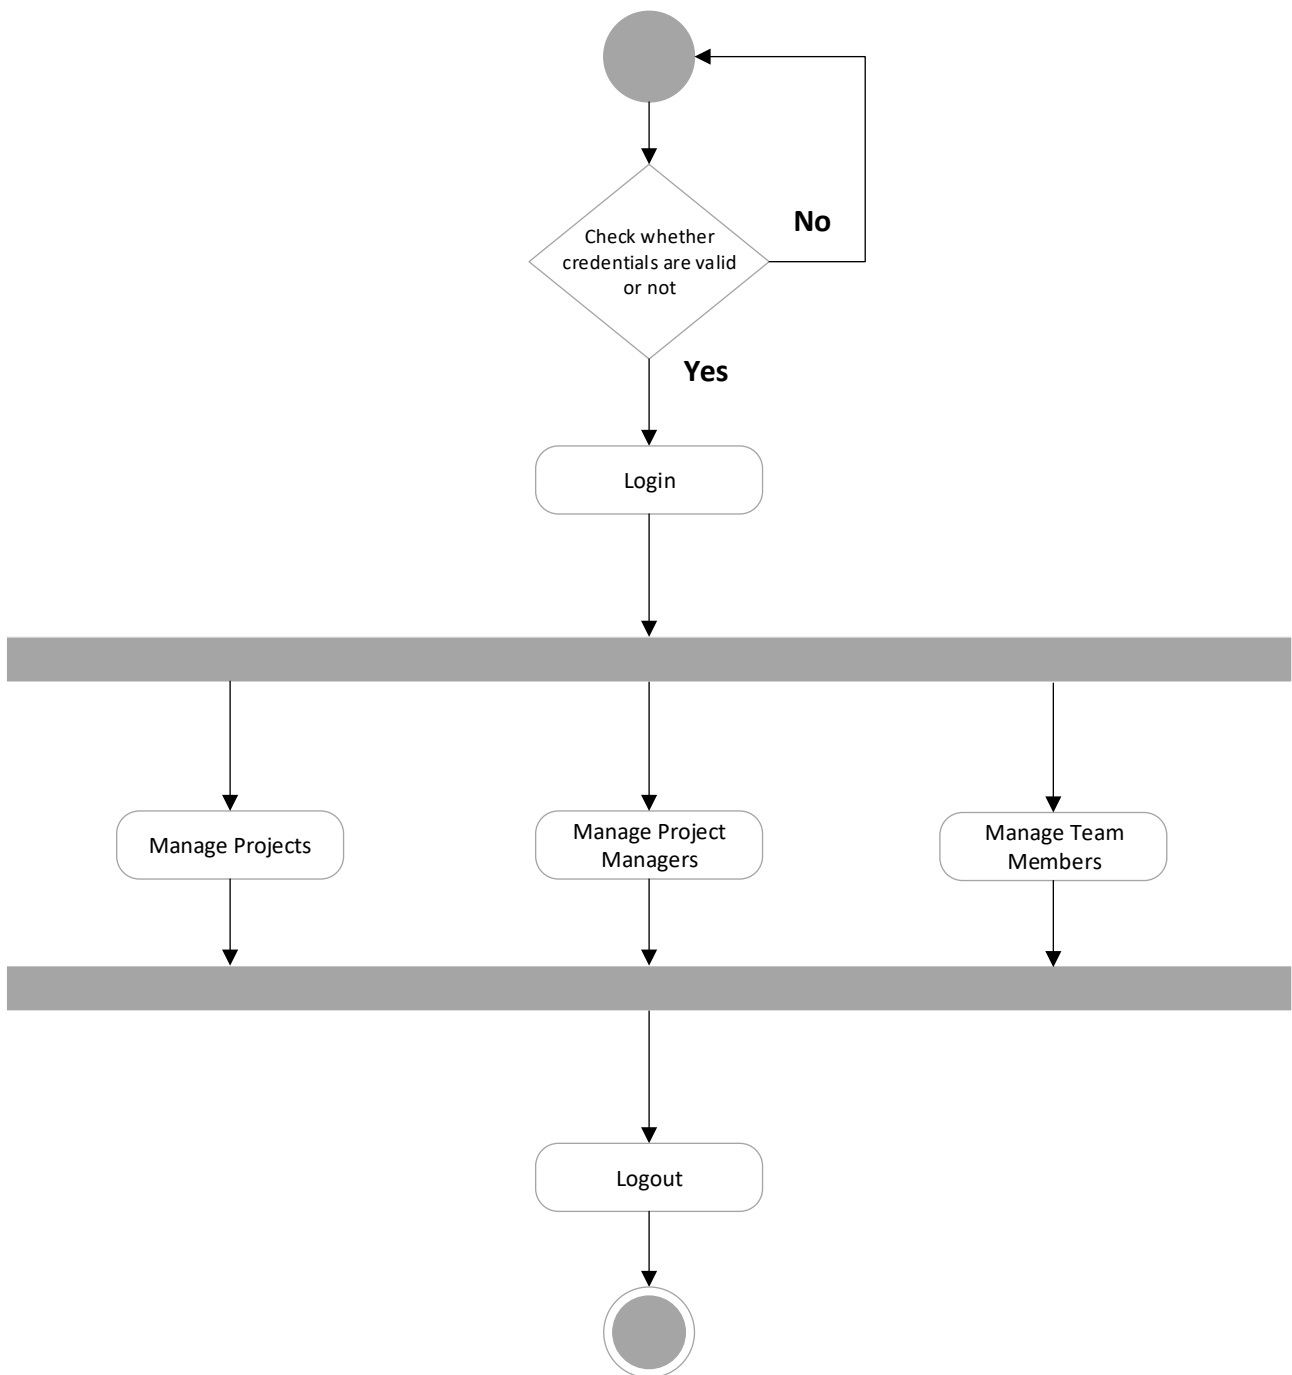 Check whether
credentials are valid
or not
No
Yes
Login
Manage Projects
Manage Project
Managers
Manage Team
Members
Logout